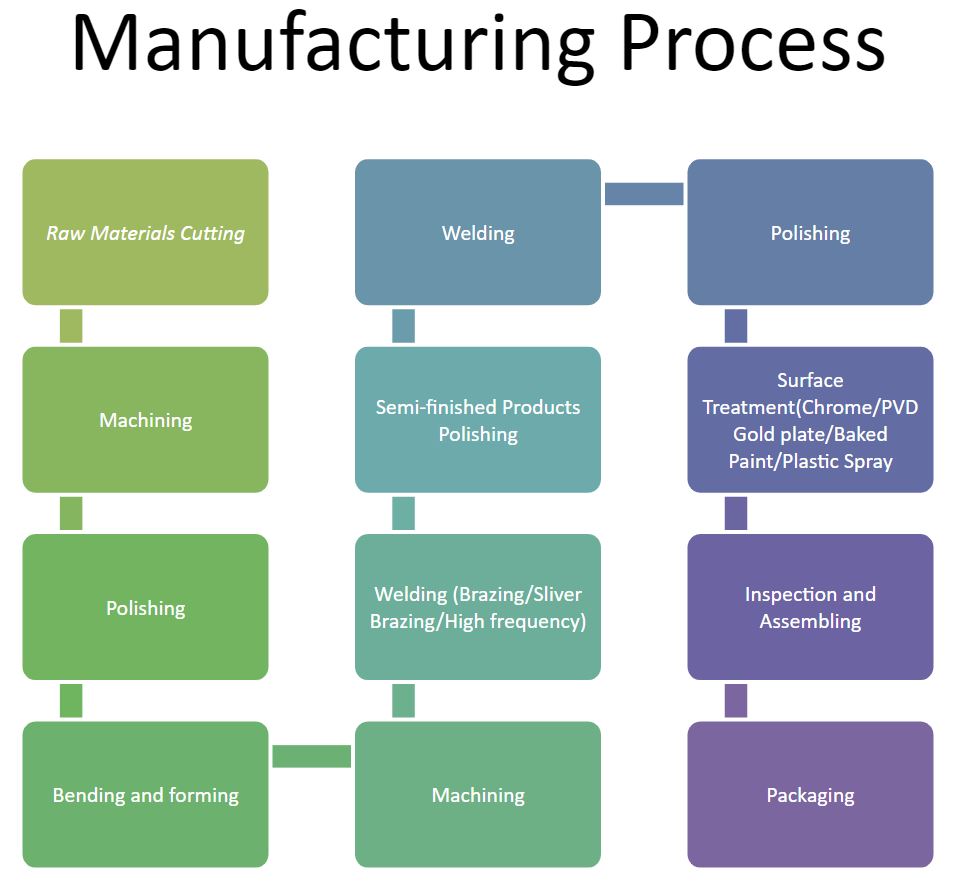 Manufacturing Process
Raw Materials Cutting
Machining
Polishing
Bending and forming
Machining
Welding (Brazing/Sliver
Brazing/High frequency)
Semi-finished Products
Polishing
Welding
Polishing
Surface
Treatment(Chrome/PVD
Gold plate/Baked
Paint/Plastic Spray
Inspection and
Assembling
Packaging